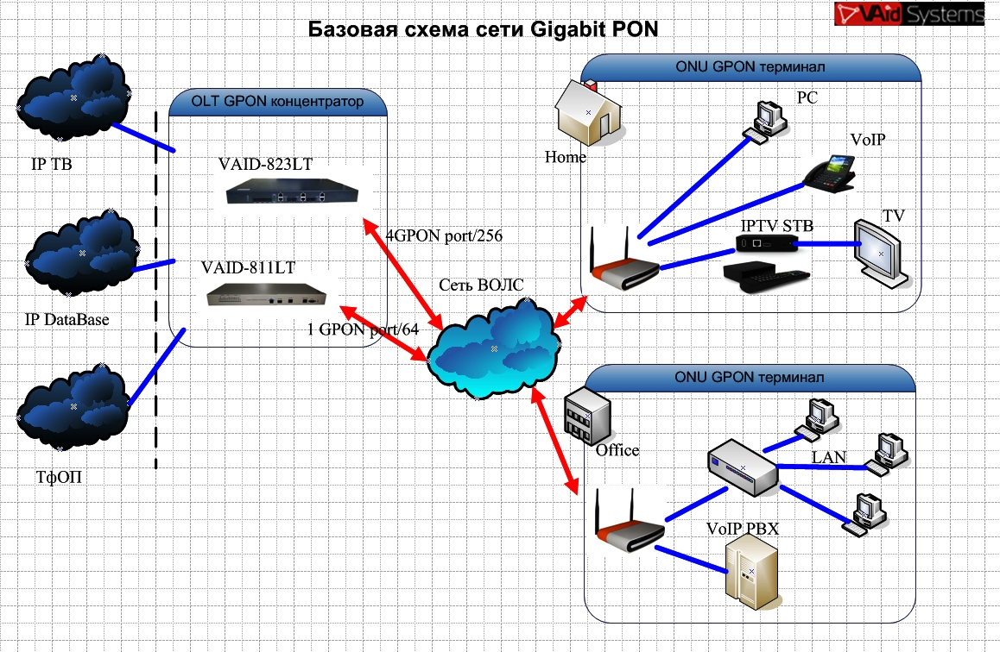 VAid Systems
Базовая схема сети Gigabit PON
IP ТВ
IP DataBase
ТфОП
OLT GPON концентратор
VAID-823LT
VAID-811LT
4GPON port/256
1 GPON port/64
Сеть ВОЛС
ONU GPON терминал
Home
PC
VoIP
IPTV STB
TV
ONU GPON терминал
Office
LAN
VoIP PBX